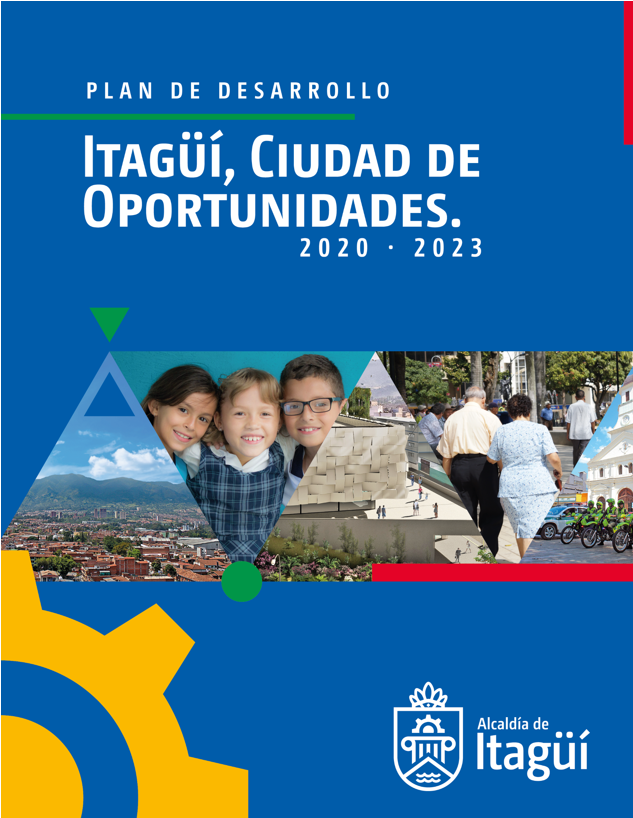 PLAN DE DESARROLLO
ITAGÜÍ, CIUDAD DE
OPORTUNIDADES.
2020 · 2023
Alcaldía de
Itagüí